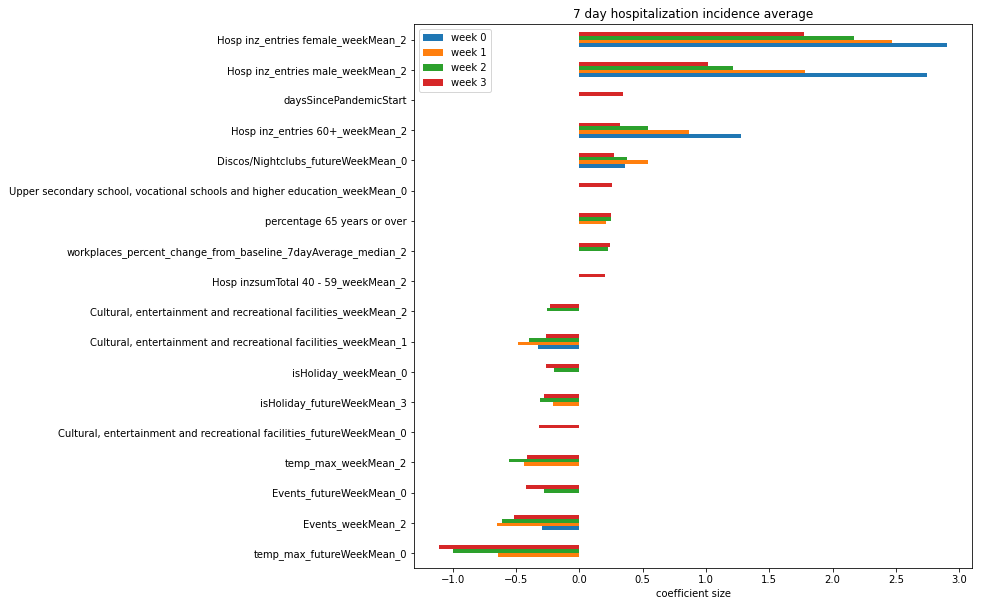 7 day hospitalization incidence average
week 0
week 1
week 2
week 3
Hosp inz_entries female_weekMean_2
Hosp inz_entries male_weekMean_2
daysSincePandemicStart
Hosp inz_entries 60+_weekMean_2
Discos/Nightclubs_futureWeekMean_0
Upper secondary school, vocational schools and higher education_weekMean_0
percentage 65 years or over
workplaces_percent_change_from_baseline_7dayAverage_median_2
Hosp inzsumTotal 40 - 59_weekMean_2
Cultural, entertainment and recreational facilities_weekMean_2
Cultural, entertainment and recreational facilities_weekMean_1
isHoliday_weekMean_0
isHoliday_futureWeekMean_3
Cultural, entertainment and recreational facilities_futureWeekMean_0
temp_max_weekMean_2
Events_futureWeekMean_0
Events_weekMean_2
temp_max_futureWeekMean_0
−1.0 −0.5 0.0 0.5 1.0 1.5 2.0 2.5 3.0
coefficient size